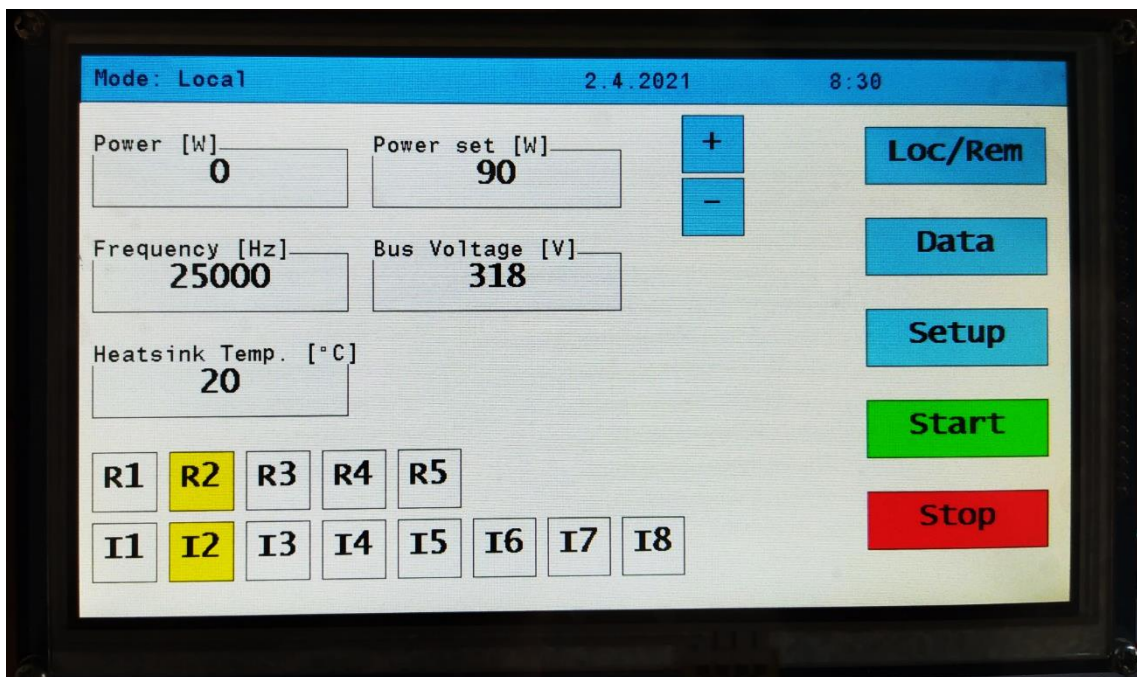 Mode: Local 2.4.2021 8:30
Power [W] Power set [W] +
0 90
-
Loc/Rem
Frequency [Hz] Bus Voltage [V]
25000 318
Data
Heatsink Temp. [°C]
20
Setup
Start
R1 R2 R3 R4 R5
I1 I2 I3 I4 I5 I6 I7 I8
Stop